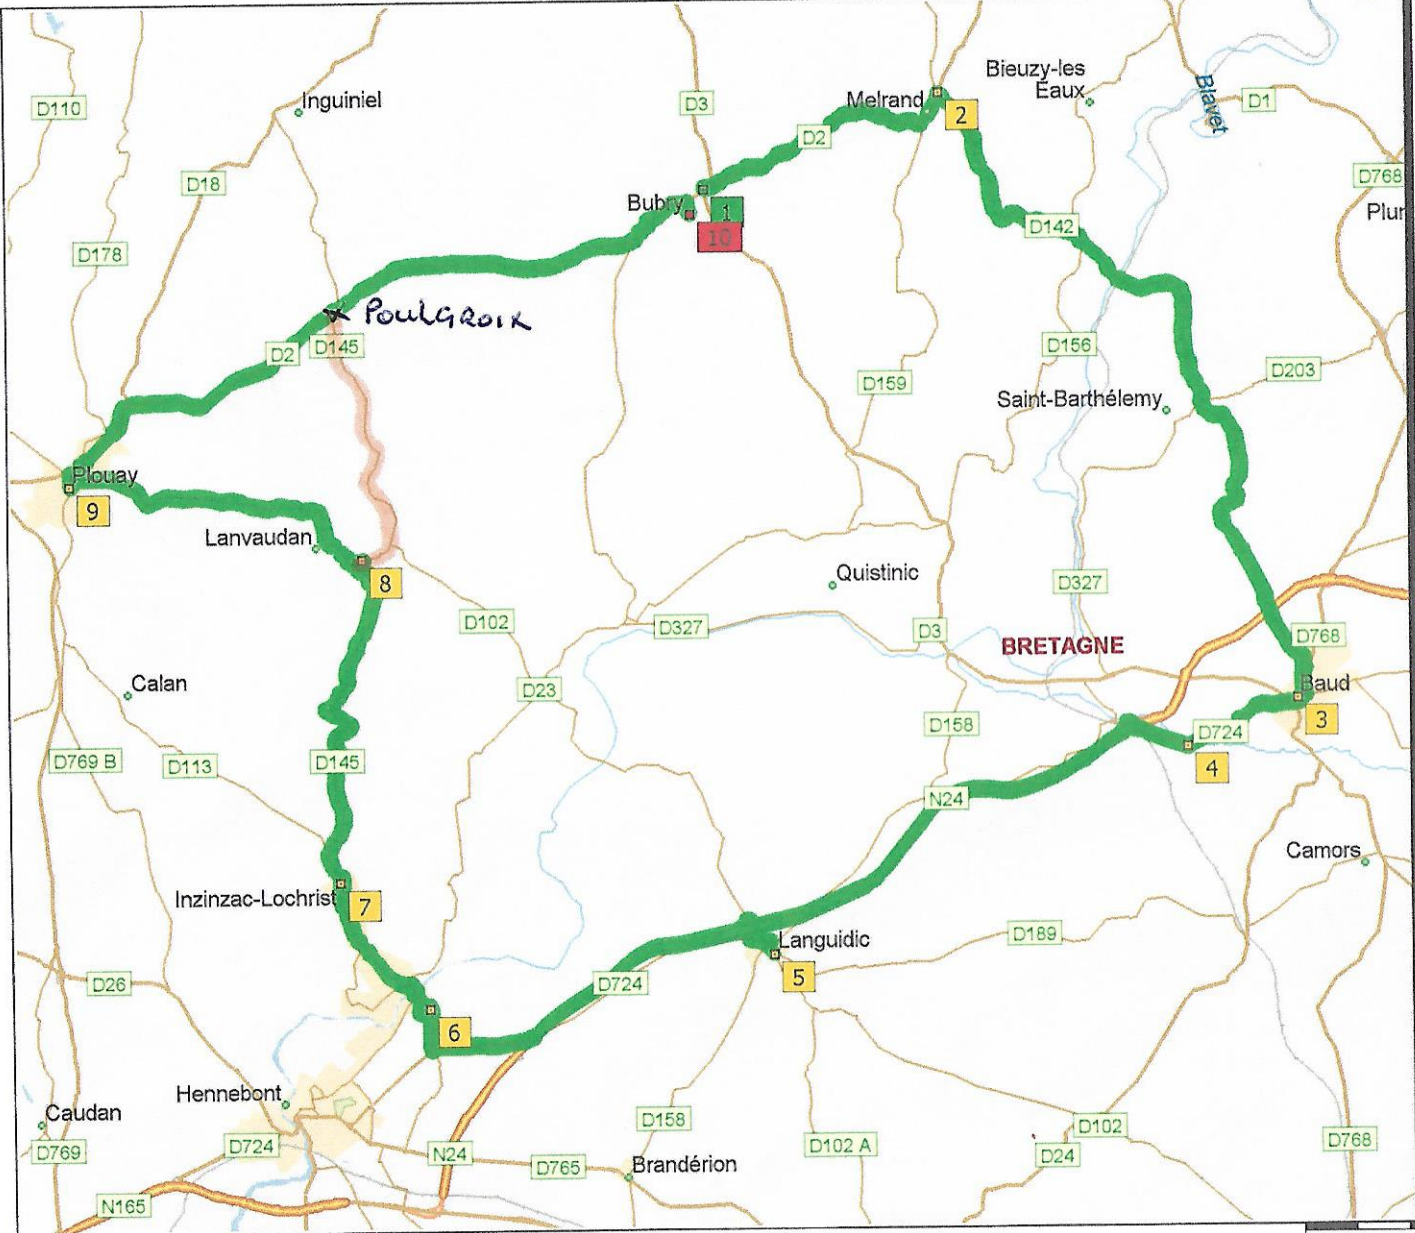 Bieuzy-les
Eaux
Melrand
Inguiniel
D110
D3
D1
2
Blavet
D2
D768
D18
Bubry
1
10
Plur
D142
D178
POULGROIX
D145
D2
D156
D203
D159
Saint-Barthélemy
Plouay
9
Lanvaudan
8
Quistinic
D327
D102
D327
D3
BRETAGNE
D768
Calan
D23
Baud
3
D158
D724
D769 B
D113
D145
4
N24
Camors
Inzinzac-Lochrist
7
Languidic
D189
5
D26
D724
6
Hennebont
Caudan
D158
D102
D769
D724
N24
D765
Brandérion
D102 A
D24
D768
N165